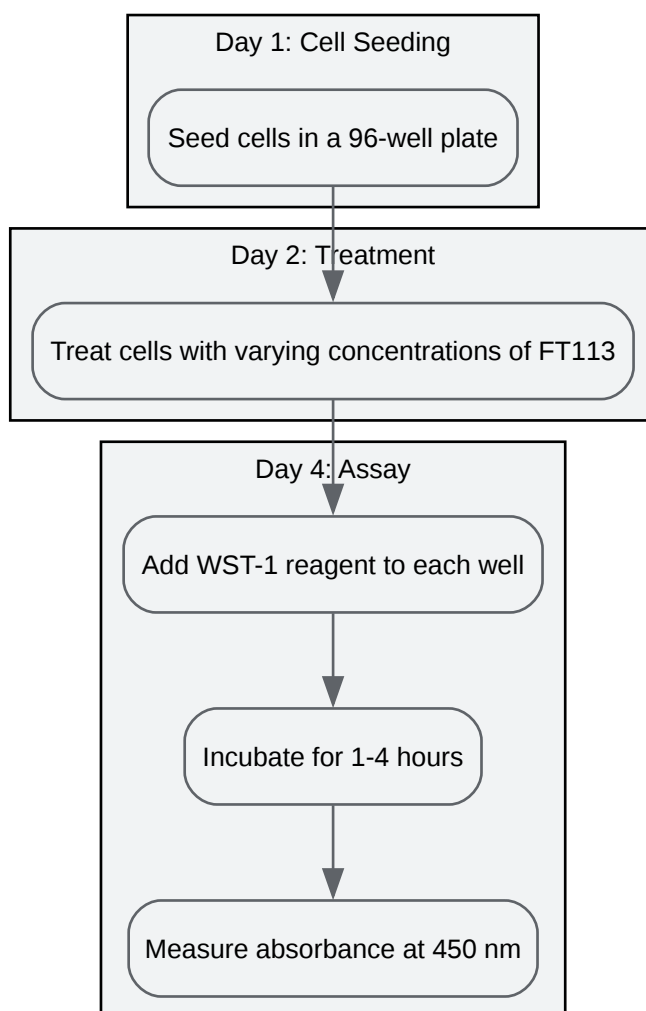 Day 1: Cell Seeding
Seed cells in a 96-well plate
Day 2: Treatment
Treat cells with varying concentrations of FT113
Day 4: Assay
Add WST-1 reagent to each well
Incubate for 1-4 hours
Measure absorbance at 450 nm